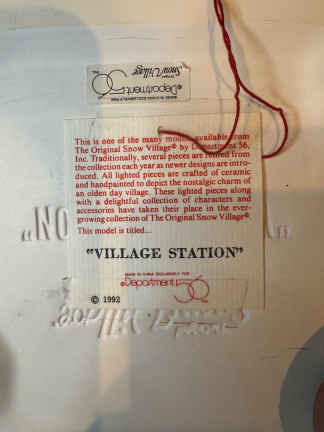 Snow Village
Department 56
This is one of the many models available from
The Original Snow Village® by Department 56,
Inc. Traditionally, several pieces are retired from
the collection each year as newer designs are intro-
duced. All lighted pieces are crafted of ceramic
and handpainted to depict the nostalgic charm of
an olden day village. These lighted pieces along
with a delightful collection of characters and
accessories have taken their place in the ever-
growing collection of The Original Snow Village®.
This model is titled...
"VILLAGE STATION"
MADE IN CHINA EXCLUSIVELY FOR
Department 56
© 1992
"NO